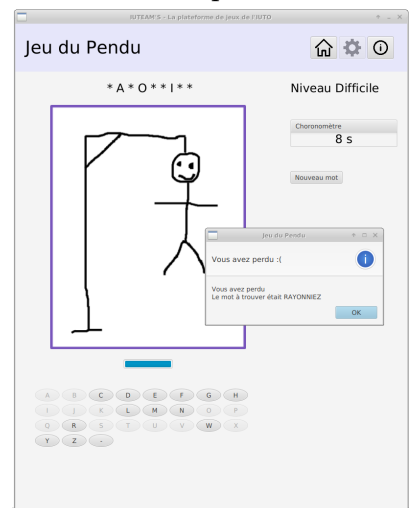 IUTEAM'S - La plateforme de jeux de l'IUTO
Jeu du Pendu
* A * O * * I * *
Niveau Difficile
Choronomètre
8 s
Nouveau mot
Jeu du Pendu
Vous avez perdu :(
Vous avez perdu
Le mot à trouver était RAYONNIEZ
OK
A B C D E F G H
I J K L M N O P
Q R S T U V W X
Y Z -